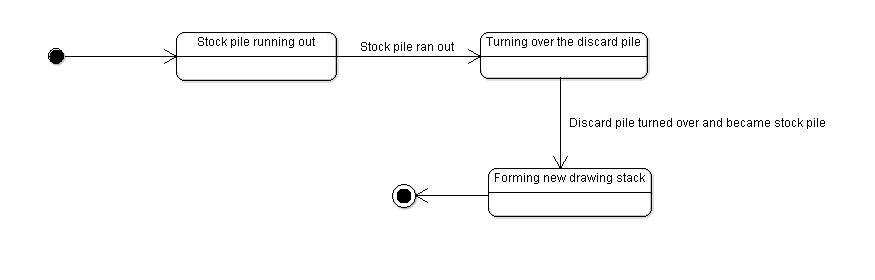 Stock pile running out
Stock pile ran out
Turning over the discard pile
Discard pile turned over and became stock pile
Forming new drawing stack